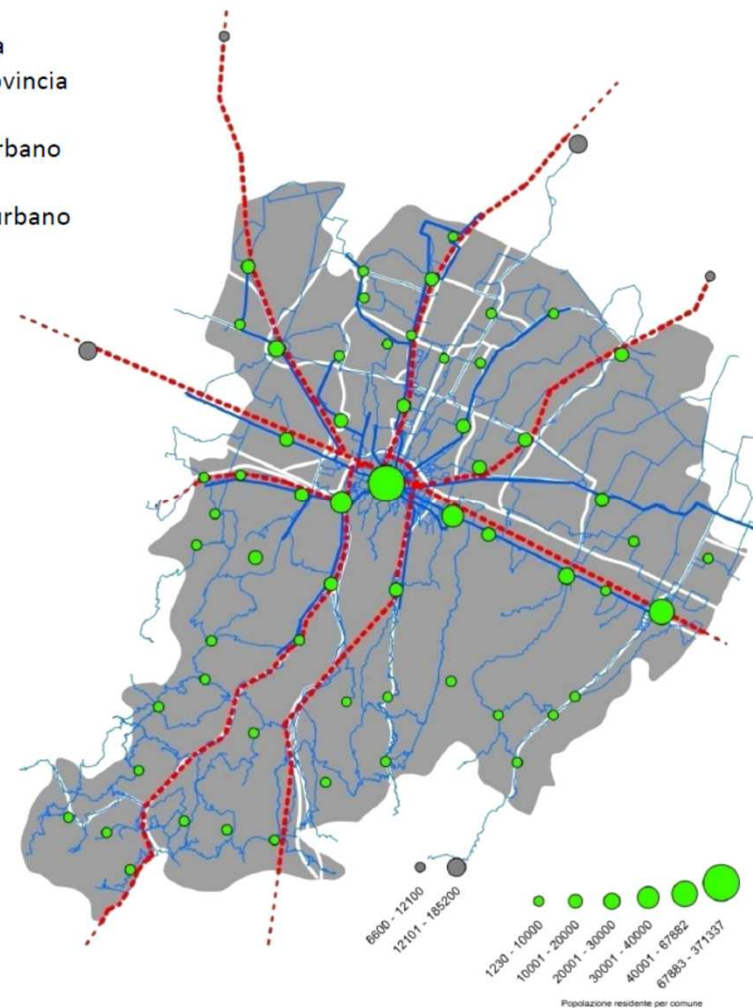 a
ovincia
rbano
urbano
6600 - 12100
12101 - 185200
1230 - 10000
10001 - 20000
20001 - 30000
30001 - 40000
40001 - 67882
67883 - 371337
Popolazione residente per comune